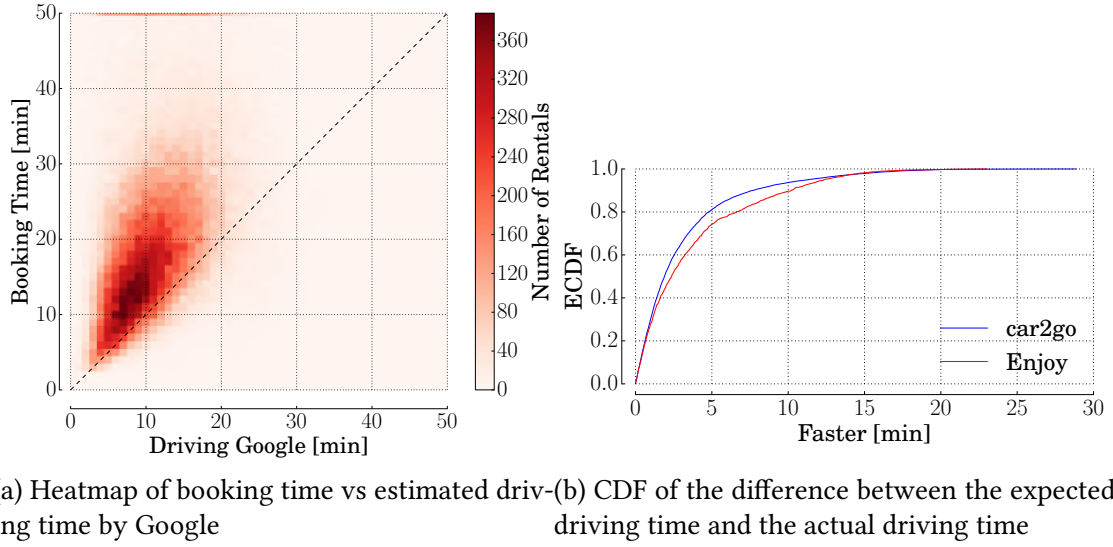 50
40
30
20
10
0
Booking Time [min]
0 10 20 30 40 50
Driving Google [min]
360
320
280
240
200
160
120
80
40
0
Number of Rentals
1.0
0.8
0.6
0.4
0.2
0.0
ECDF
car2go
Enjoy
0 5 10 15 20 25 30
Faster [min]
a) Heatmap of booking time vs estimated driv-
ng time by Google
(b) CDF of the difference between the expected
driving time and the actual driving time